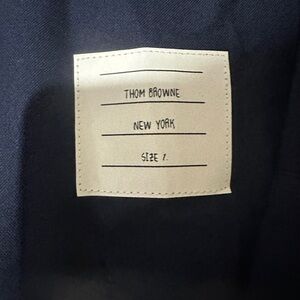 THOM BROWNE
NEW YORK
SIZE 1.